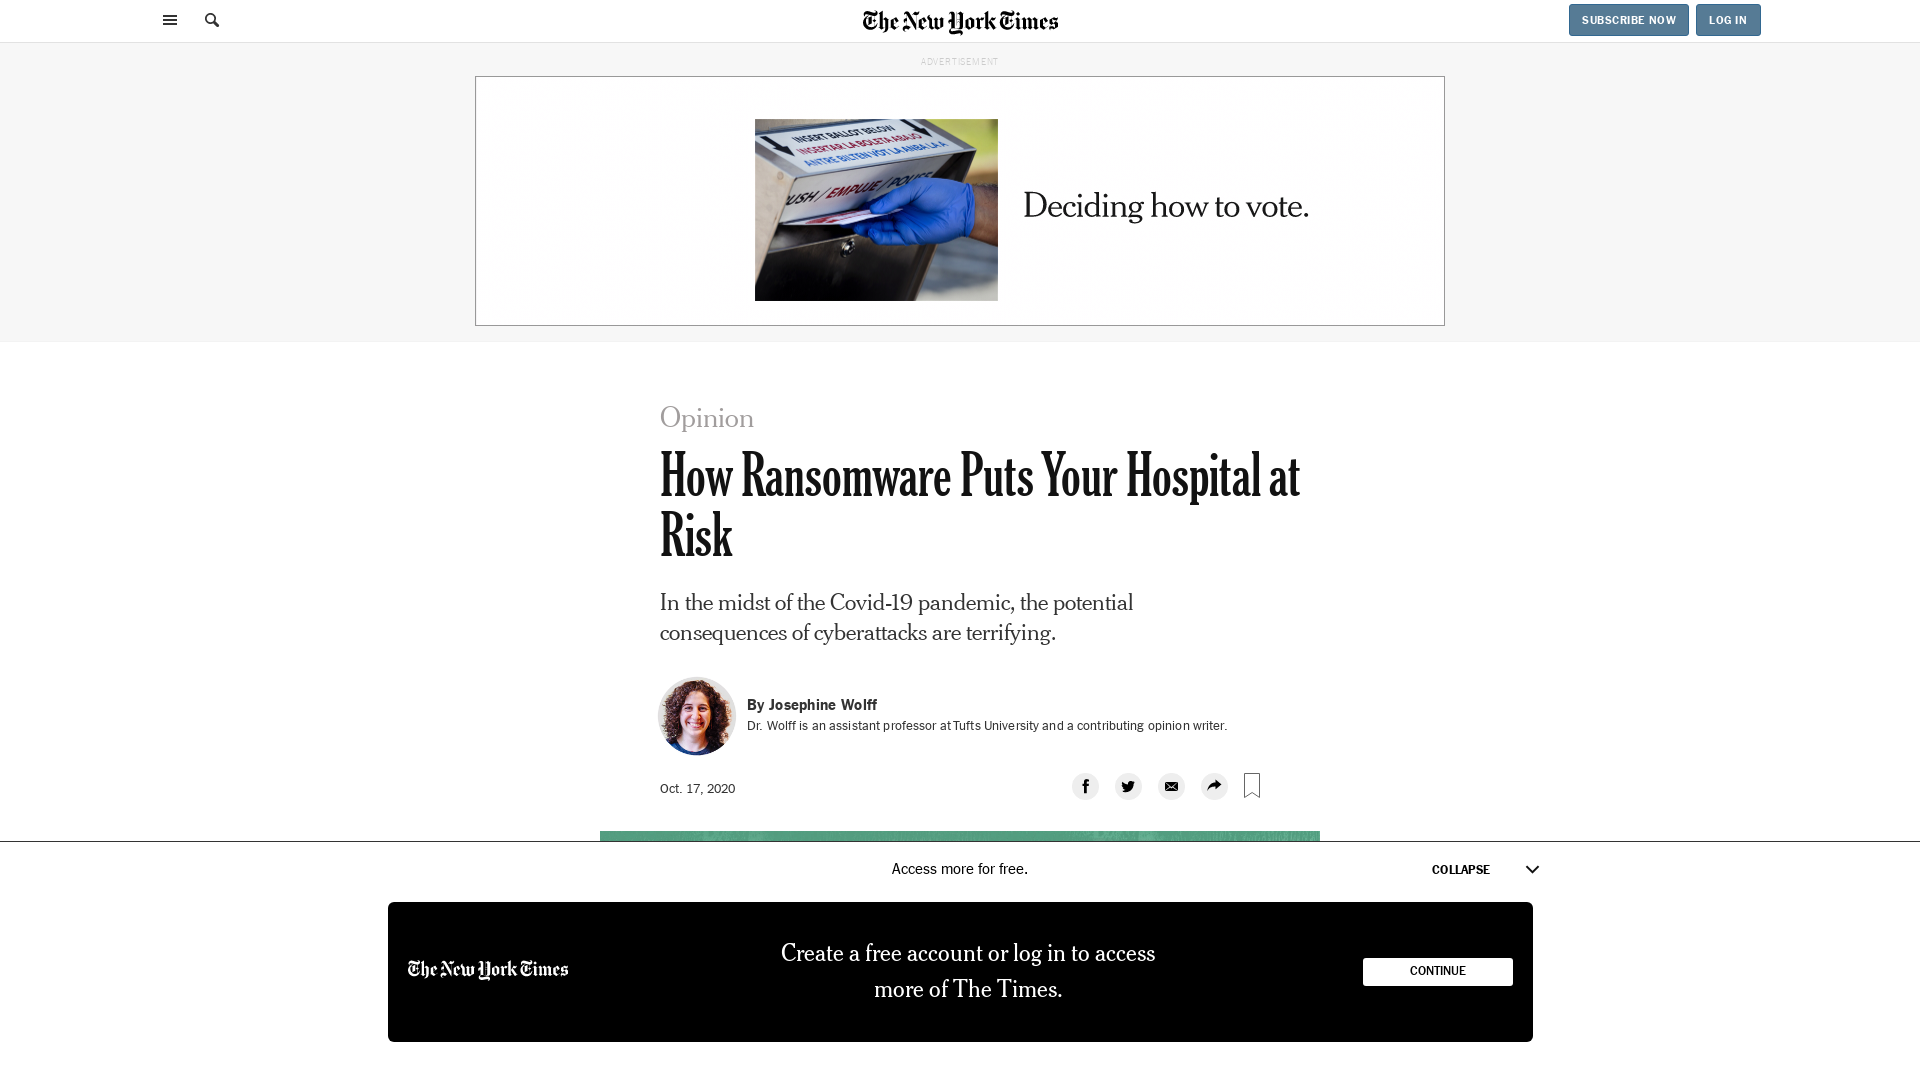 The New York Times
SUBSCRIBE NOW
LOG IN
ADVERTISEMENT
INSERT BALLOT BELOW
INSERTAR LA BOLETA ABAJO
ANTRE BILTEN VÒT LA ANBA LA A
PUSH / EMPUJE / POUSE
Deciding how to vote.
Opinion
How Ransomware Puts Your Hospital at
Risk
In the midst of the Covid-19 pandemic, the potential
consequences of cyberattacks are terrifying.
By Josephine Wolff
Dr. Wolff is an assistant professor at Tufts University and a contributing opinion writer.
Oct. 17, 2020
Access more for free.
COLLAPSE
The New York Times
Create a free account or log in to access
more of The Times.
CONTINUE